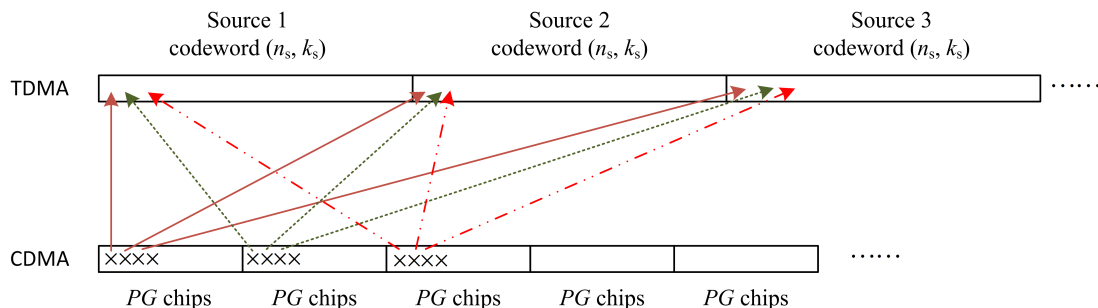 Source 1 Source 2 Source 3
codeword (nₛ, kₛ) codeword (nₛ, kₛ) codeword (nₛ, kₛ)
TDMA ……
CDMA ×××× ×××× ×××× ……
PG chips PG chips PG chips PG chips PG chips